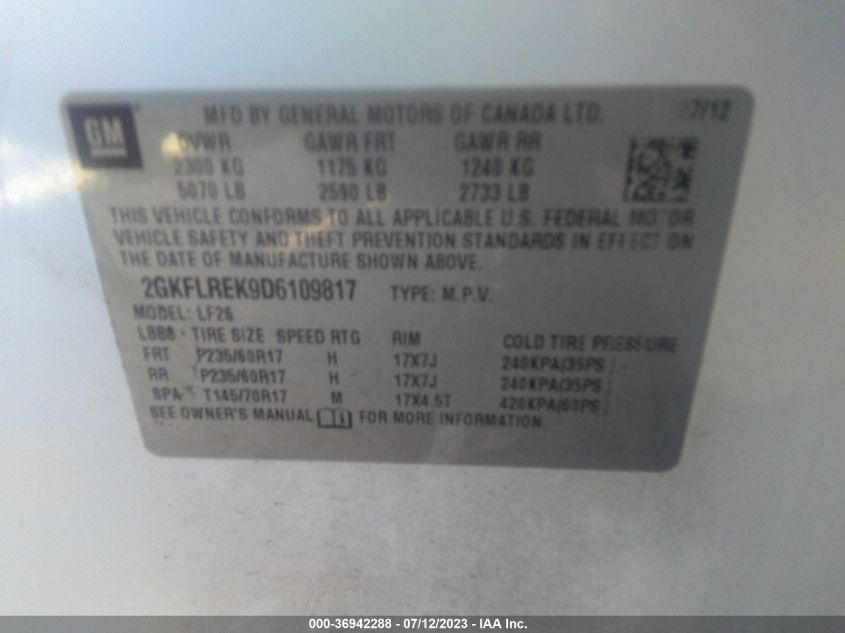 GM
MFD BY GENERAL MOTORS OF CANADA LTD. 07/12
GVWR GAWR FRT GAWR RR
2300 KG 1175 KG 1240 KG
5070 LB 2590 LB 2733 LB
THIS VEHICLE CONFORMS TO ALL APPLICABLE U.S. FEDERAL MOTOR
VEHICLE SAFETY AND THEFT PREVENTION STANDARDS IN EFFECT ON
THE DATE OF MANUFACTURE SHOWN ABOVE.
2GKFLREK9D6109817 TYPE: M.P.V.
MODEL: LF26
TIRE SIZE SPEED RTG RIM COLD TIRE PRESSURE
FRT P235/60R17 H 17X7J 240KPA(35PS
RR P235/60R17 H 17X7J 240KPA(35PS
SPA T145/70R17 M 17X4.5T 420KPA(60PS
SEE OWNER'S MANUAL FOR MORE INFORMATION.
000-36942288 - 07/12/2023 - IAA Inc.